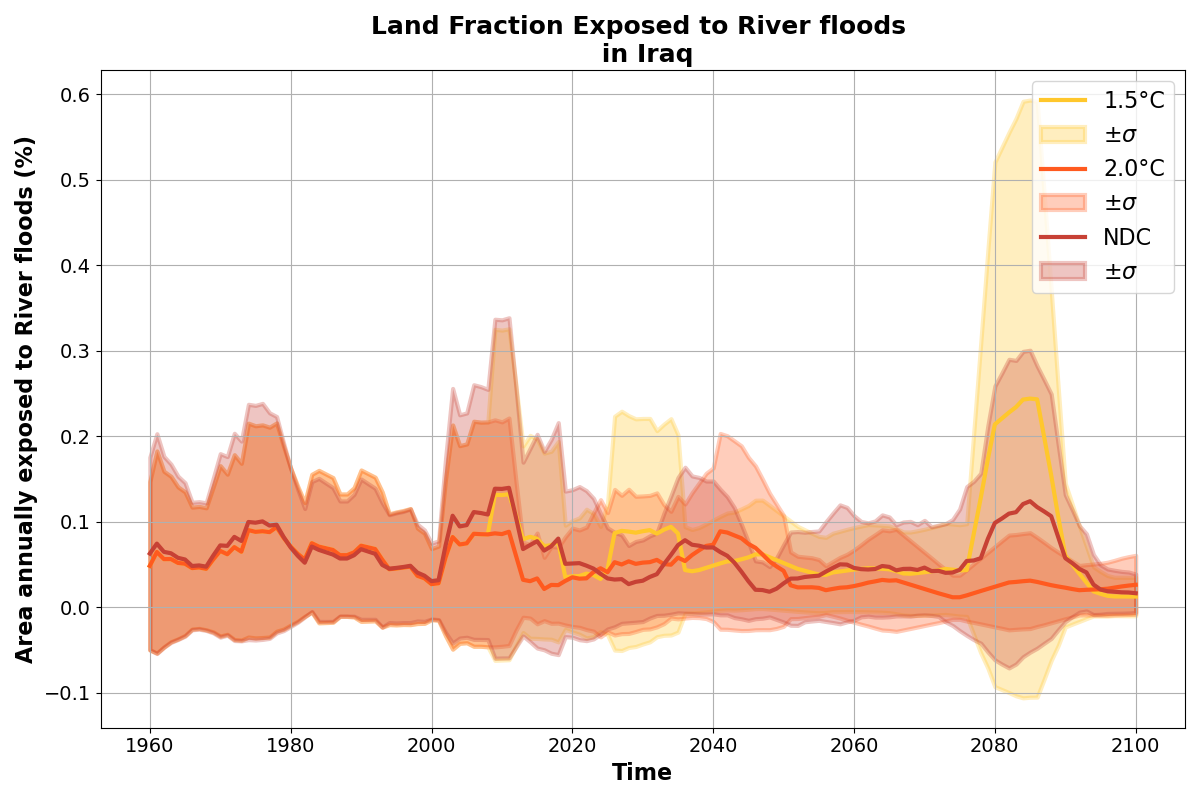 Land Fraction Exposed to River floods
in Iraq
Area annually exposed to River floods (%)
0.6
0.5
0.4
0.3
0.2
0.1
0.0
−0.1
1.5°C
±σ
2.0°C
±σ
NDC
±σ
1960 1980 2000 2020 2040 2060 2080 2100
Time